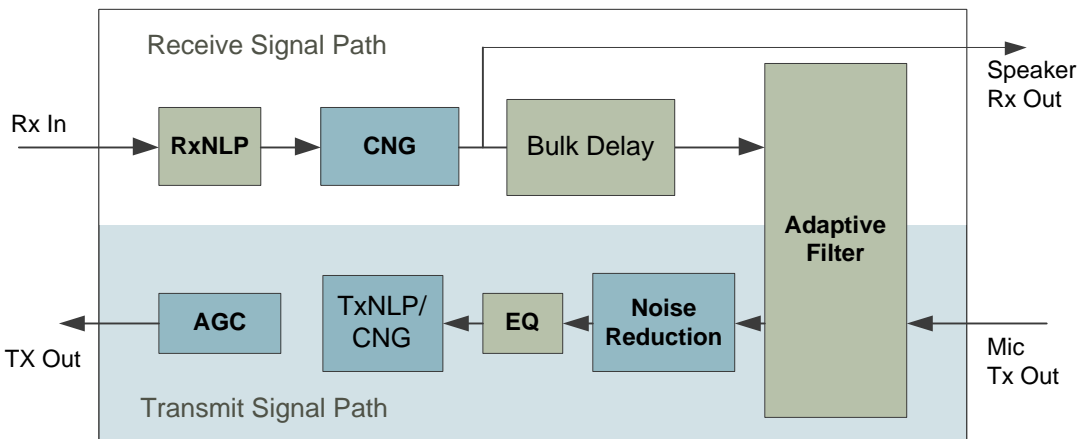 Receive Signal Path
Speaker
Rx Out
Rx In
RxNLP
CNG
Bulk Delay
Adaptive
Filter
TX Out
AGC
TxNLP/
CNG
EQ
Noise
Reduction
Mic
Tx Out
Transmit Signal Path